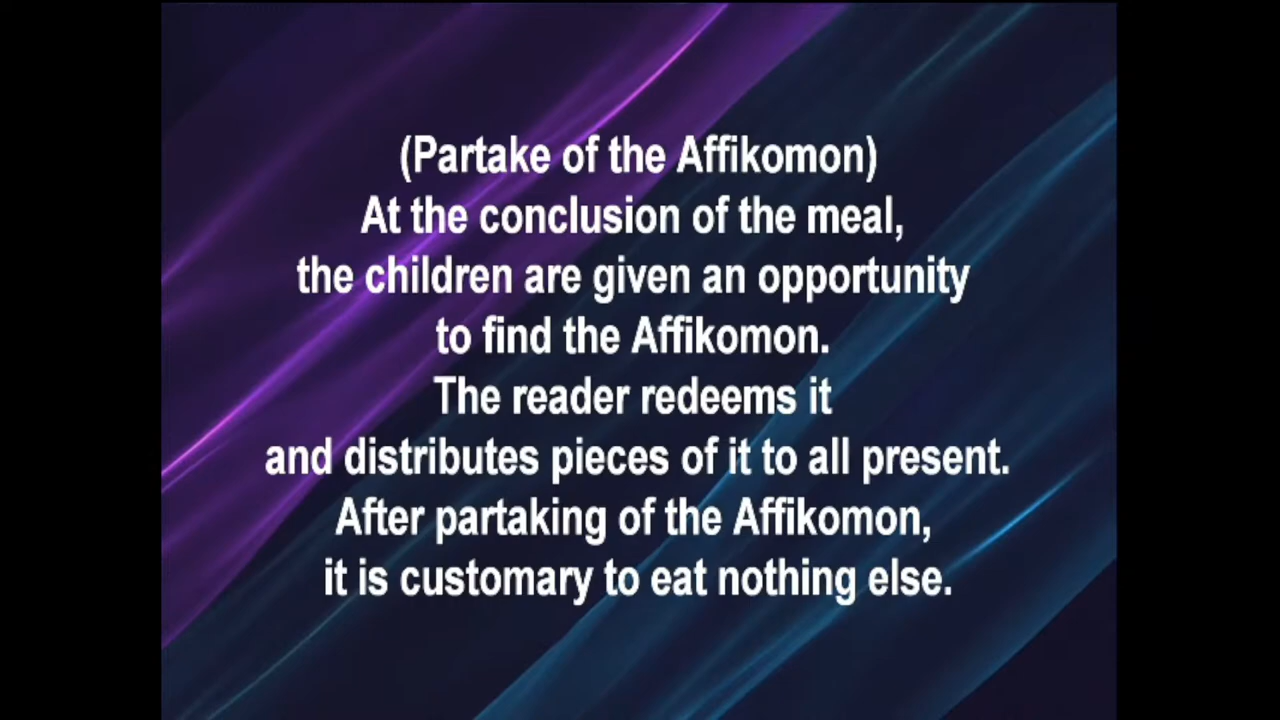 (Partake of the Affikomon)
At the conclusion of the meal,
the children are given an opportunity
to find the Affikomon.
The reader redeems it
and distributes pieces of it to all present.
After partaking of the Affikomon,
it is customary to eat nothing else.